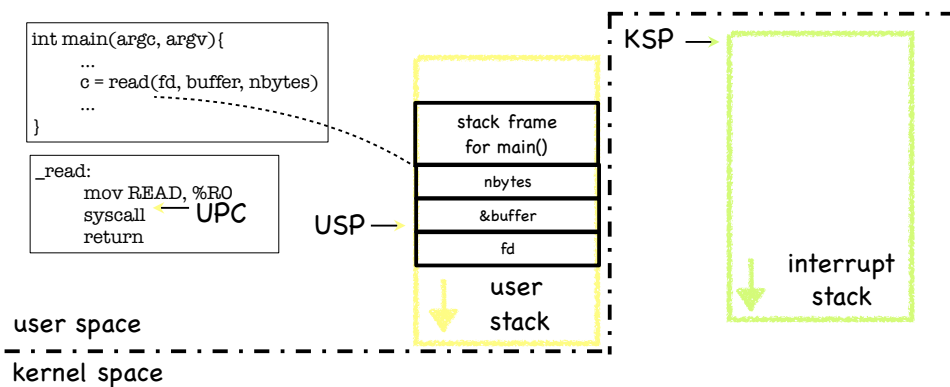 int main(argc, argv){
...
c = read(fd, buffer, nbytes)
...
}
_read:
mov READ, %R0
syscall
return
UPC
USP
stack frame
for main()
nbytes
&buffer
fd
user
stack
KSP
interrupt
stack
user space
kernel space